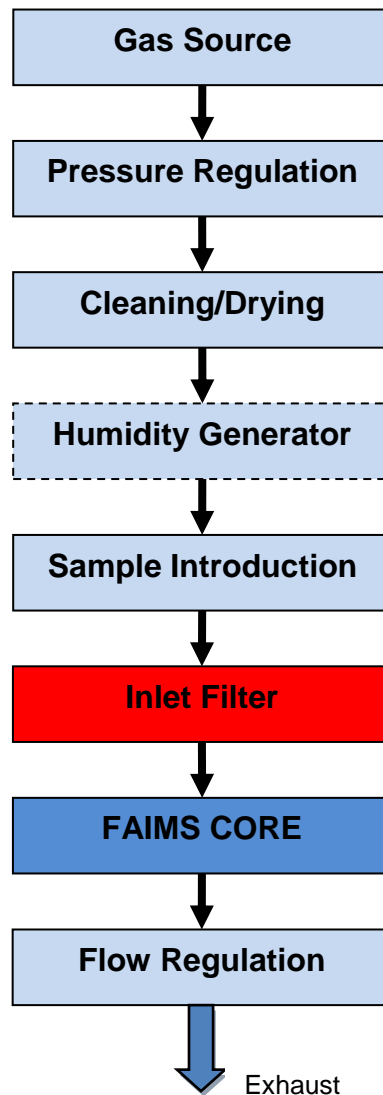 Gas Source
Pressure Regulation
Cleaning/Drying
Humidity Generator
Sample Introduction
Inlet Filter
FAIMS CORE
Flow Regulation
Exhaust